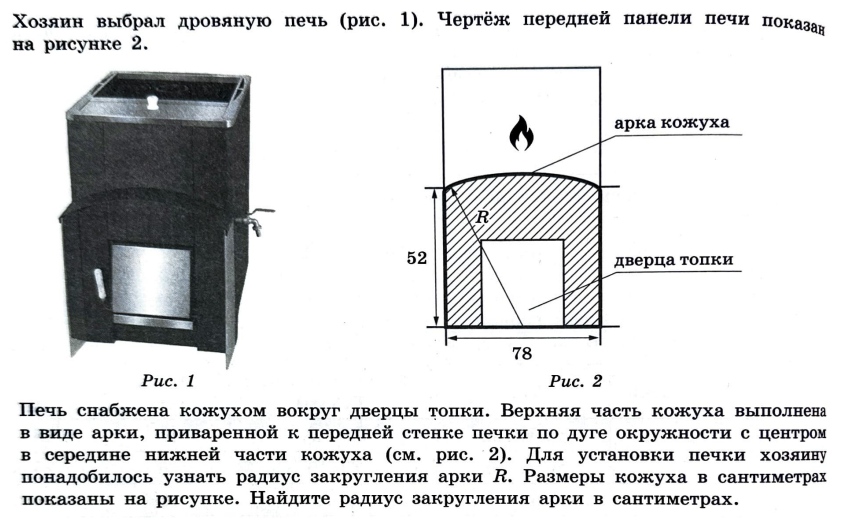 Хозяин выбрал дровяную печь (рис. 1). Чертёж передней панели печи показан
на рисунке 2.
арка кожуха
R
52
дверца топки
78
Рис. 1
Рис. 2
Печь снабжена кожухом вокруг дверцы топки. Верхняя часть кожуха выполнена
в виде арки, приваренной к передней стенке печки по дуге окружности с центром
в середине нижней части кожуха (см. рис. 2). Для установки печки хозяину
понадобилось узнать радиус закругления арки R. Размеры кожуха в сантиметрах
показаны на рисунке. Найдите радиус закругления арки в сантиметрах.